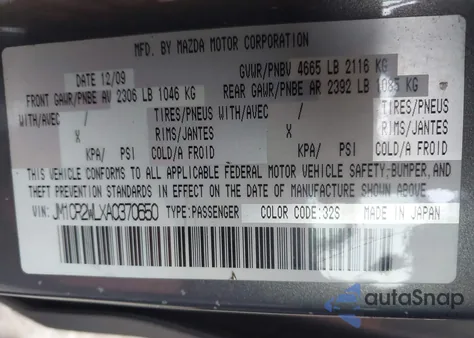 MFD. BY MAZDA MOTOR CORPORATION
DATE 12/09 GVWR/PNBV 4665 LB 2116 KG
FRONT GAWR/PNBE AV 2306 LB 1046 KG REAR GAWR/PNBE AR 2392 LB 1085 KG
WITH/AVEC / TIRES/PNEUS WITH/AVEC / TIRES/PNEUS
X RIMS/JANTES X RIMS/JANTES
KPA/ PSI COLD/A FROID KPA/ PSI COLD/A FROID
THIS VEHICLE CONFORMS TO ALL APPLICABLE FEDERAL MOTOR VEHICLE SAFETY, BUMPER, AND
THEFT PREVENTION STANDARDS IN EFFECT ON THE DATE OF MANUFACTURE SHOWN ABOVE.
VIN: JM1CR2WLXA0370650 TYPE:PASSENGER COLOR CODE:32S MADE IN JAPAN
autoSnap